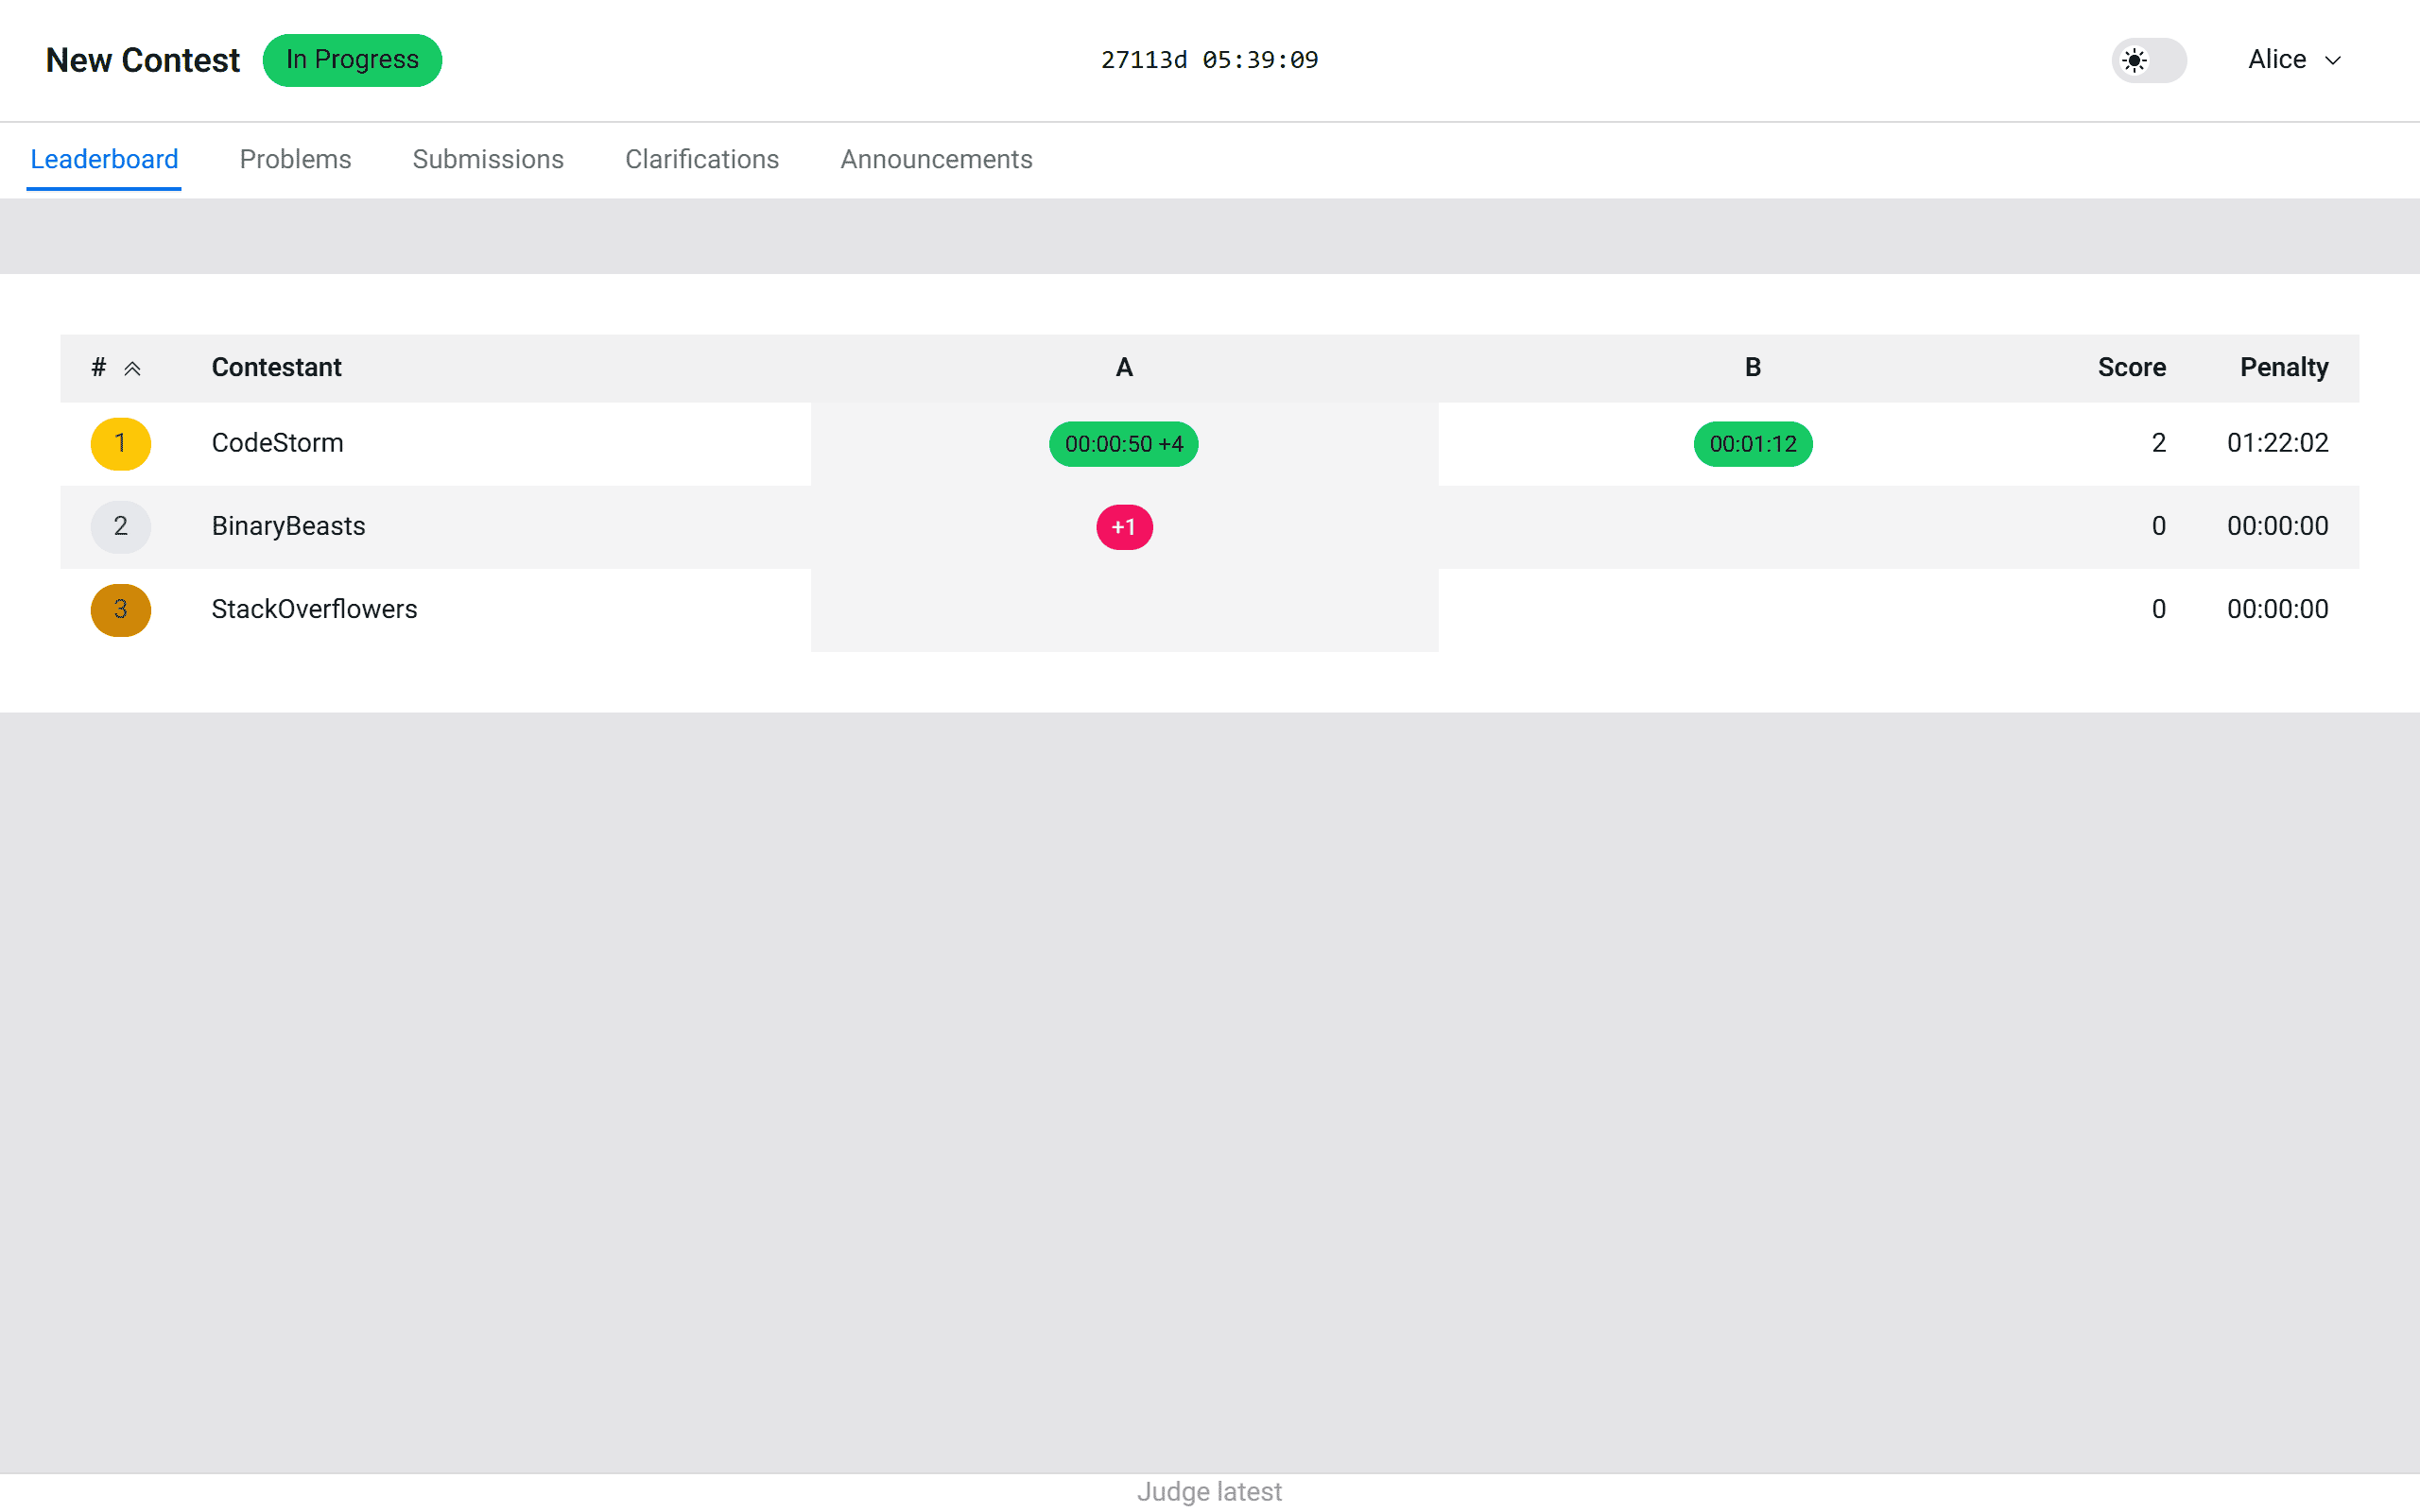 New Contest In Progress 27113d 05:39:09 Alice
Leaderboard Problems Submissions Clarifications Announcements
# Contestant A B Score Penalty
1 CodeStorm 00:00:50 +4 00:01:12 2 01:22:02
2 BinaryBeasts +1 0 00:00:00
3 StackOverflowers 0 00:00:00
Judge latest